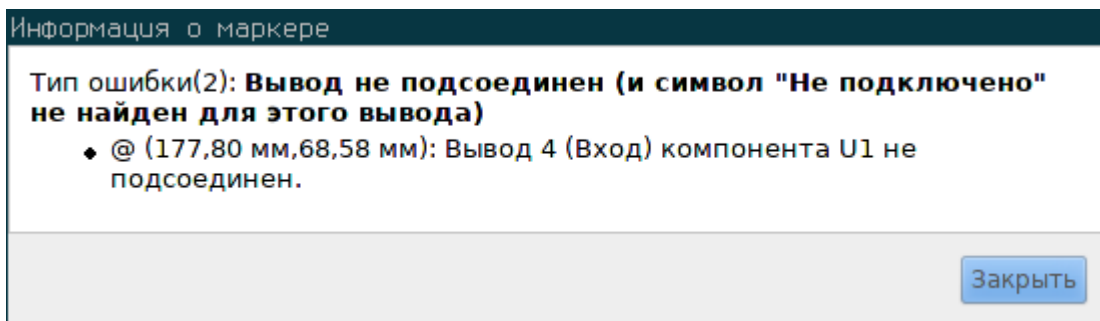 Информация о маркере
Тип ошибки(2): Вывод не подсоединен (и символ "Не подключено"
не найден для этого вывода)
◆ @ (177,80 мм,68,58 мм): Вывод 4 (Вход) компонента U1 не
подсоединен.
Закрыть